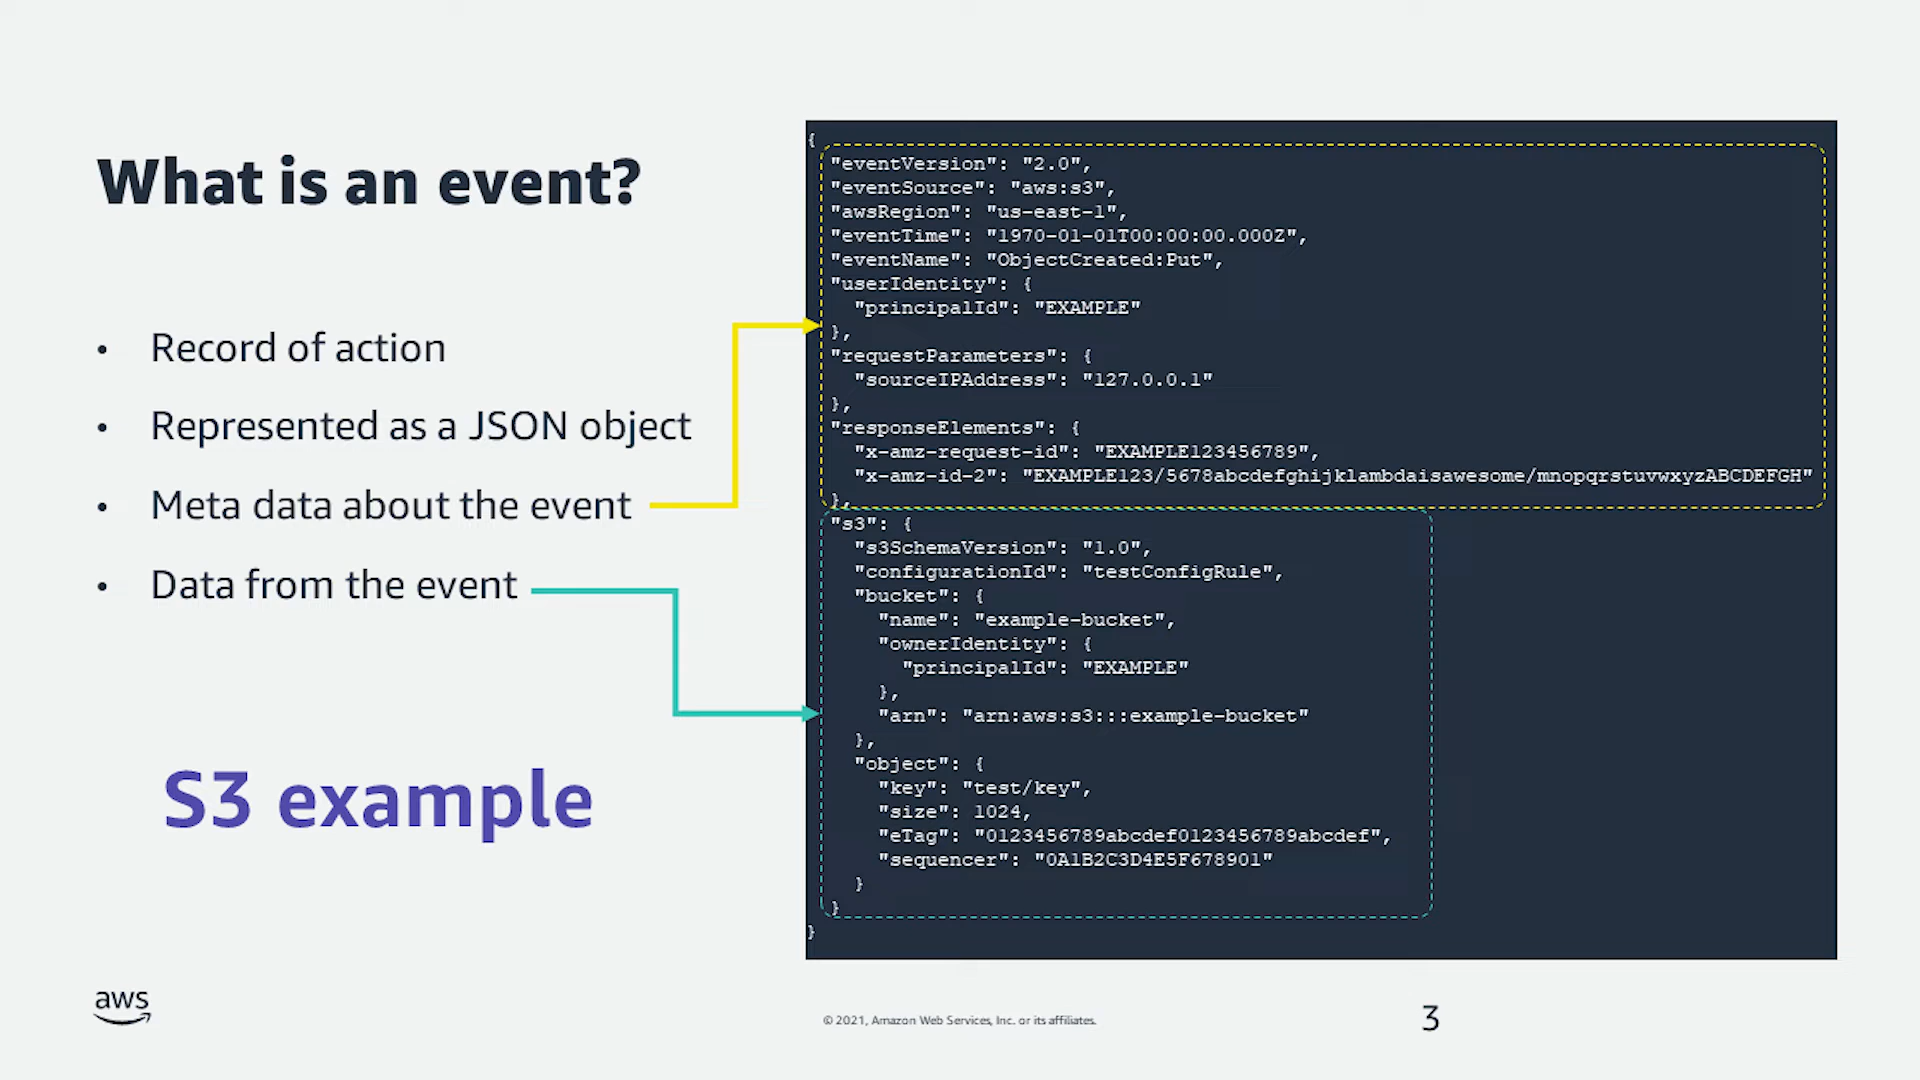 What is an event?
• Record of action
• Represented as a JSON object
• Meta data about the event
• Data from the event
S3 example
{
  "eventVersion": "2.0",
  "eventSource": "aws:s3",
  "awsRegion": "us-east-1",
  "eventTime": "1970-01-01T00:00:00.000Z",
  "eventName": "ObjectCreated:Put",
  "userIdentity": {
    "principalId": "EXAMPLE"
  },
  "requestParameters": {
    "sourceIPAddress": "127.0.0.1"
  },
  "responseElements": {
    "x-amz-request-id": "EXAMPLE123456789",
    "x-amz-id-2": "EXAMPLE123/5678abcdefghijklambdaisawesome/mnopqrstuvwxyzABCDEFGH"
  },
  "s3": {
    "s3SchemaVersion": "1.0",
    "configurationId": "testConfigRule",
    "bucket": {
      "name": "example-bucket",
      "ownerIdentity": {
        "principalId": "EXAMPLE"
      },
      "arn": "arn:aws:s3:::example-bucket"
    },
    "object": {
      "key": "test/key",
      "size": 1024,
      "eTag": "0123456789abcdef0123456789abcdef",
      "sequencer": "0A1B2C3D4E5F678901"
    }
  }
}
aws
© 2021, Amazon Web Services, Inc. or its affiliates.
3